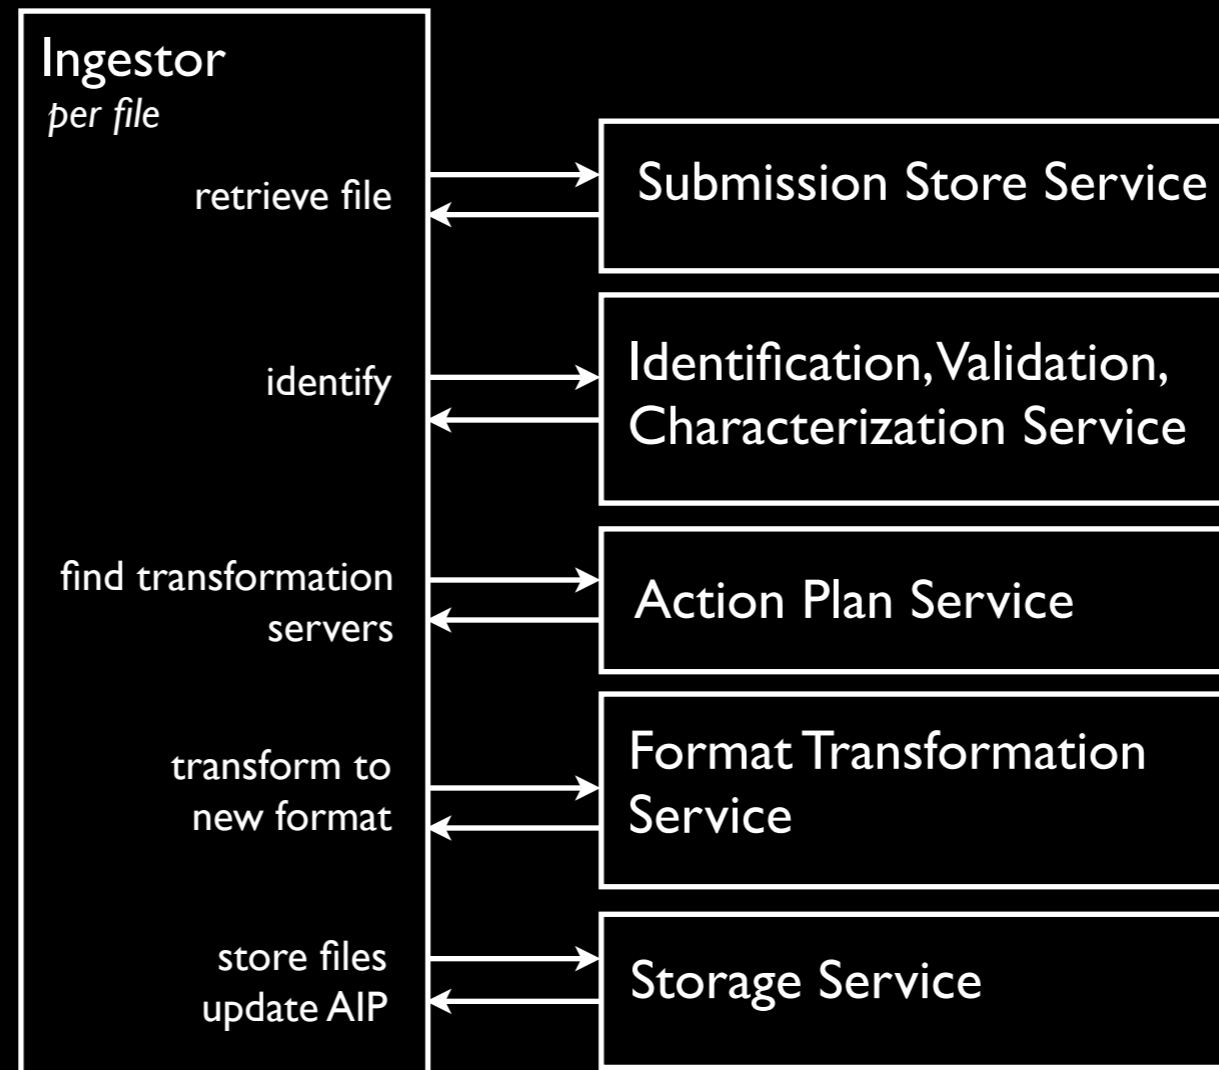 Ingestor
per file
retrieve file
Submission Store Service
identify
Identification, Validation,
Characterization Service
find transformation
servers
Action Plan Service
transform to
new format
Format Transformation
Service
store files
update AIP
Storage Service